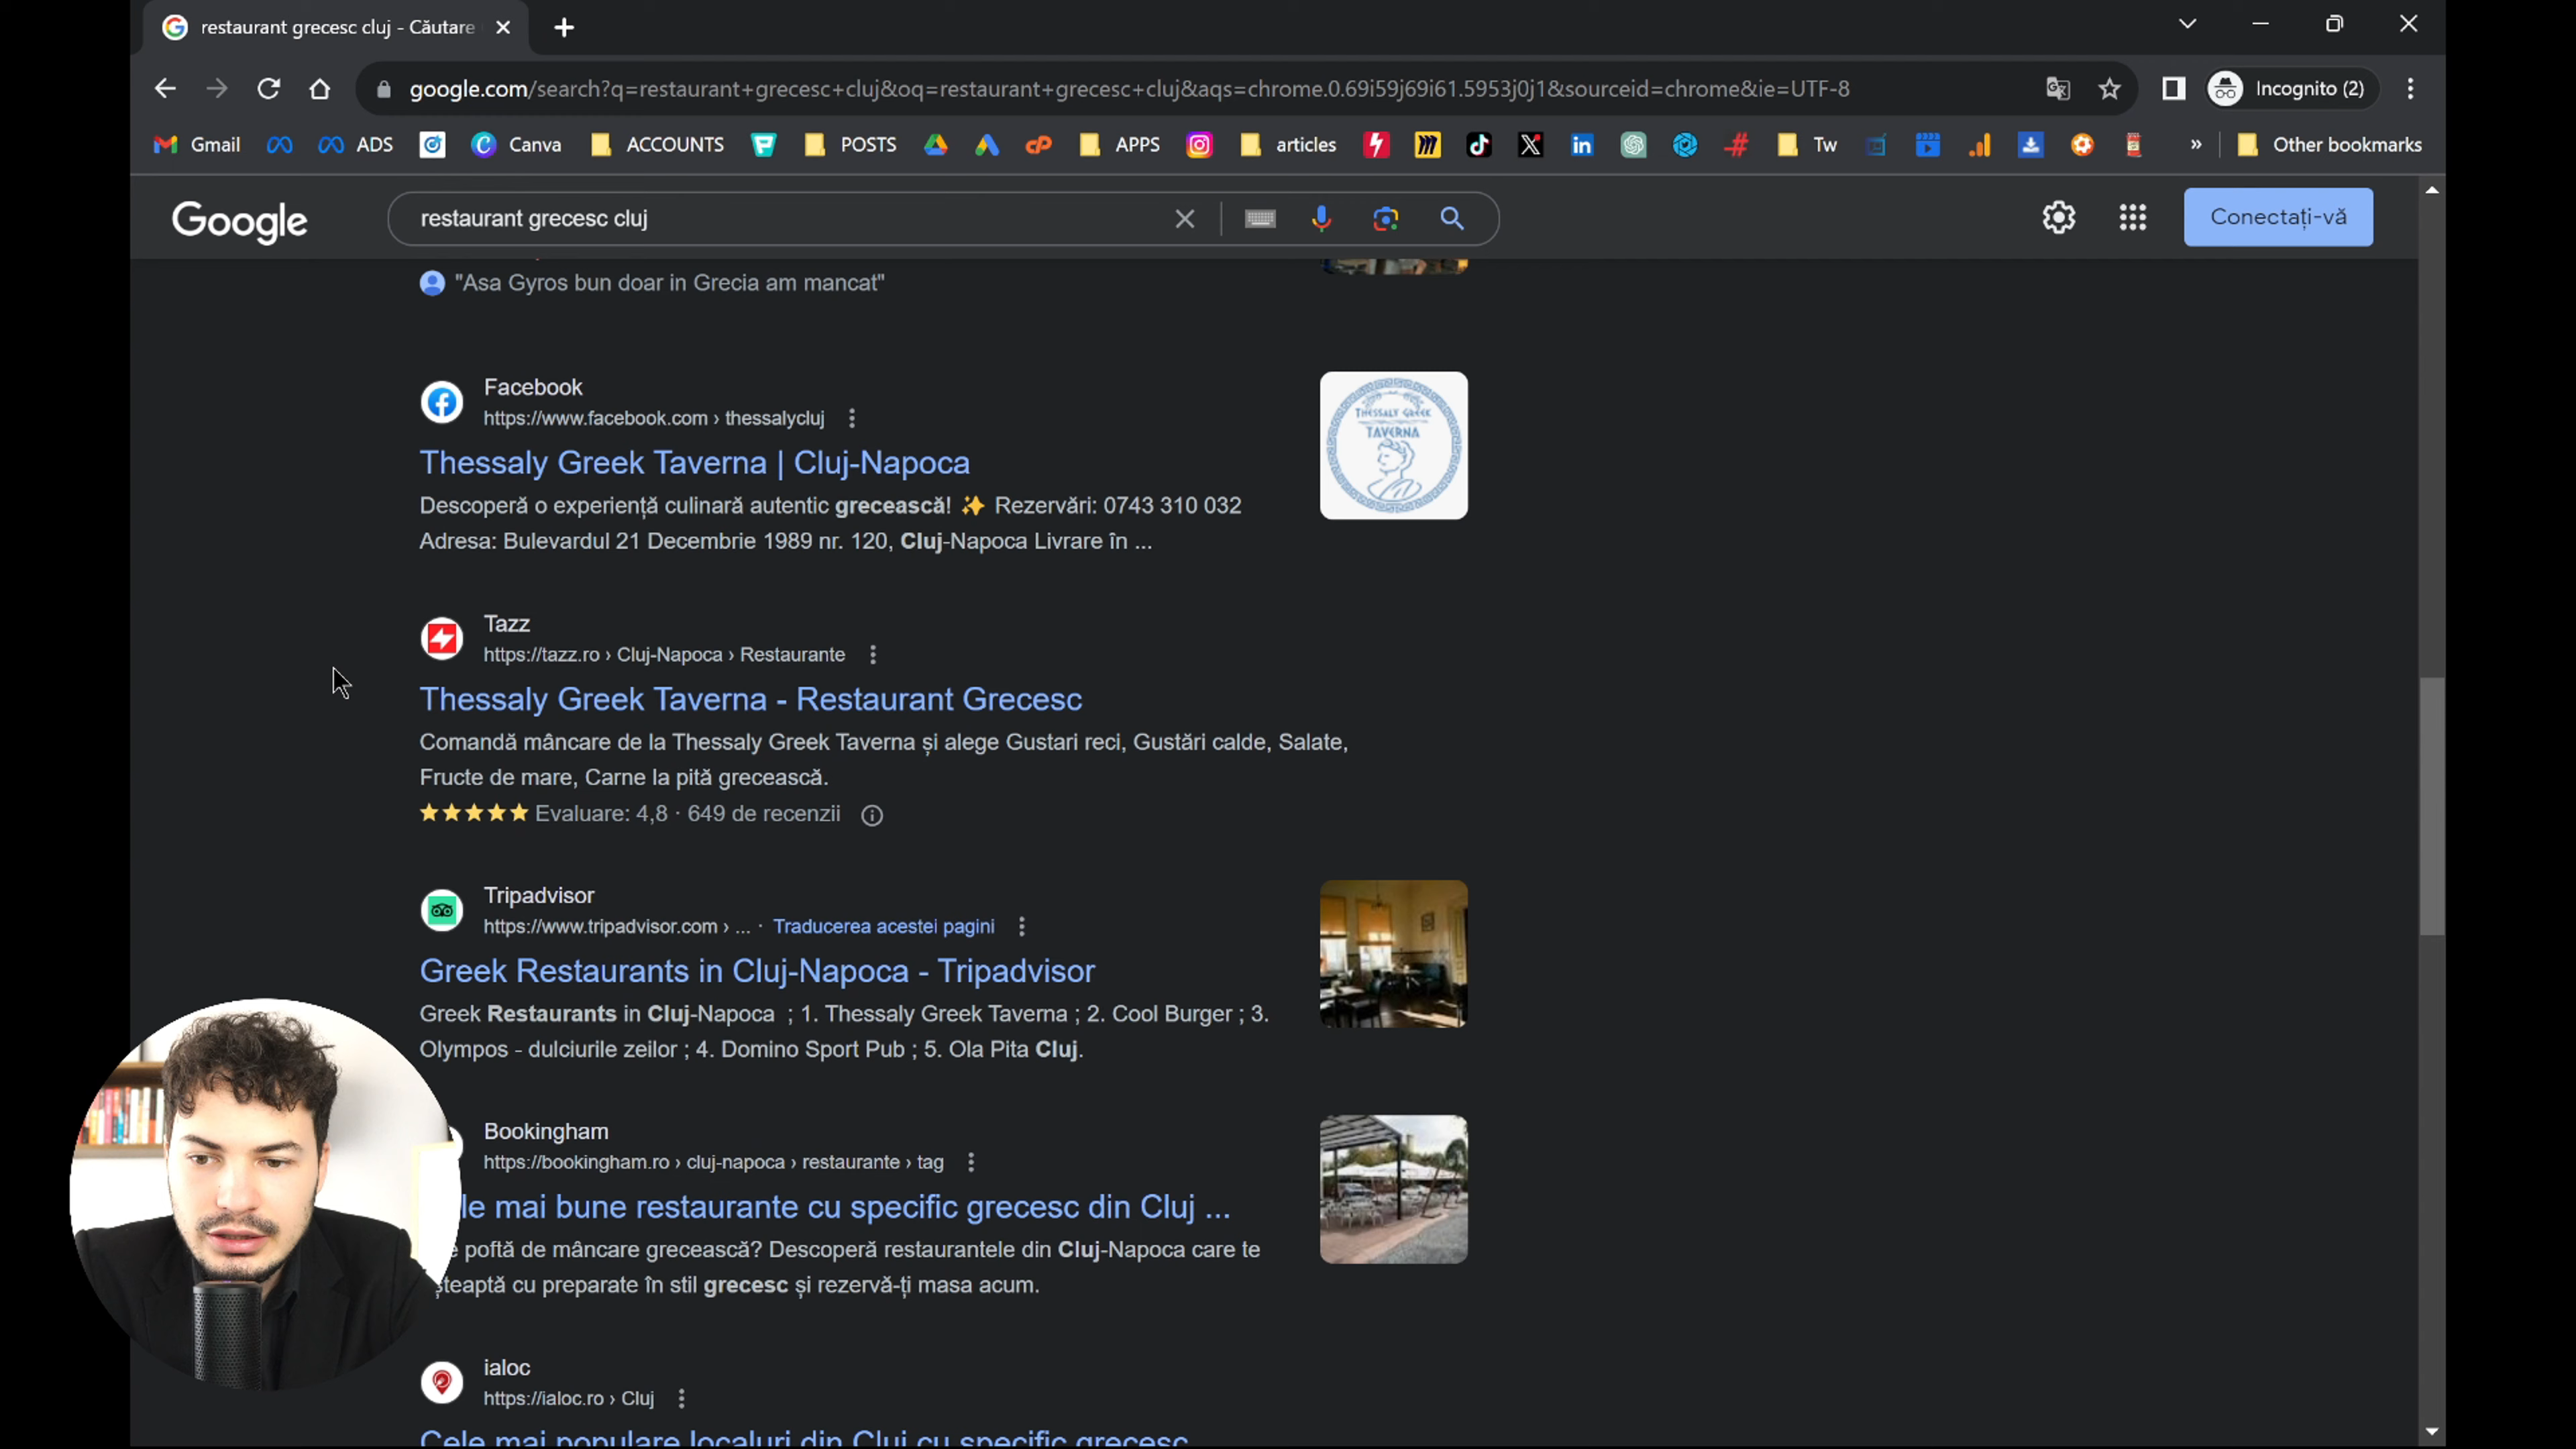 restaurant grecesc cluj - Căutare
google.com/search?q=restaurant+grecesc+cluj&oq=restaurant+grecesc+cluj&aqs=chrome.0.69i59j69i61.5953j0j1&sourceid=chrome&ie=UTF-8
Incognito (2)
Gmail ADS Canva ACCOUNTS POSTS APPS articles Tw » Other bookmarks
Google
restaurant grecesc cluj
Conectați-vă
"Asa Gyros bun doar in Grecia am mancat"
Facebook
https://www.facebook.com › thessalycluj
Thessaly Greek Taverna | Cluj-Napoca
Descoperă o experiență culinară autentic grecească! ✨ Rezervări: 0743 310 032
Adresa: Bulevardul 21 Decembrie 1989 nr. 120, Cluj-Napoca Livrare în ...
THESSALY GREEK
TAVERNA
Tazz
https://tazz.ro › Cluj-Napoca › Restaurante
Thessaly Greek Taverna - Restaurant Grecesc
Comandă mâncare de la Thessaly Greek Taverna și alege Gustari reci, Gustări calde, Salate,
Fructe de mare, Carne la pită grecească.
Evaluare: 4,8 · 649 de recenzii
Tripadvisor
https://www.tripadvisor.com › ... · Traducerea acestei pagini
Greek Restaurants in Cluj-Napoca - Tripadvisor
Greek Restaurants in Cluj-Napoca ; 1. Thessaly Greek Taverna ; 2. Cool Burger ; 3.
Olympos - dulciurile zeilor ; 4. Domino Sport Pub ; 5. Ola Pita Cluj.
Bookingham
https://bookingham.ro › cluj-napoca › restaurante › tag
le mai bune restaurante cu specific grecesc din Cluj ...
poftă de mâncare grecească? Descoperă restaurantele din Cluj-Napoca care te
șteaptă cu preparate în stil grecesc și rezervă-ți masa acum.
ialoc
https://ialoc.ro › Cluj
Cele mai populare localuri din Cluj cu specific grecesc